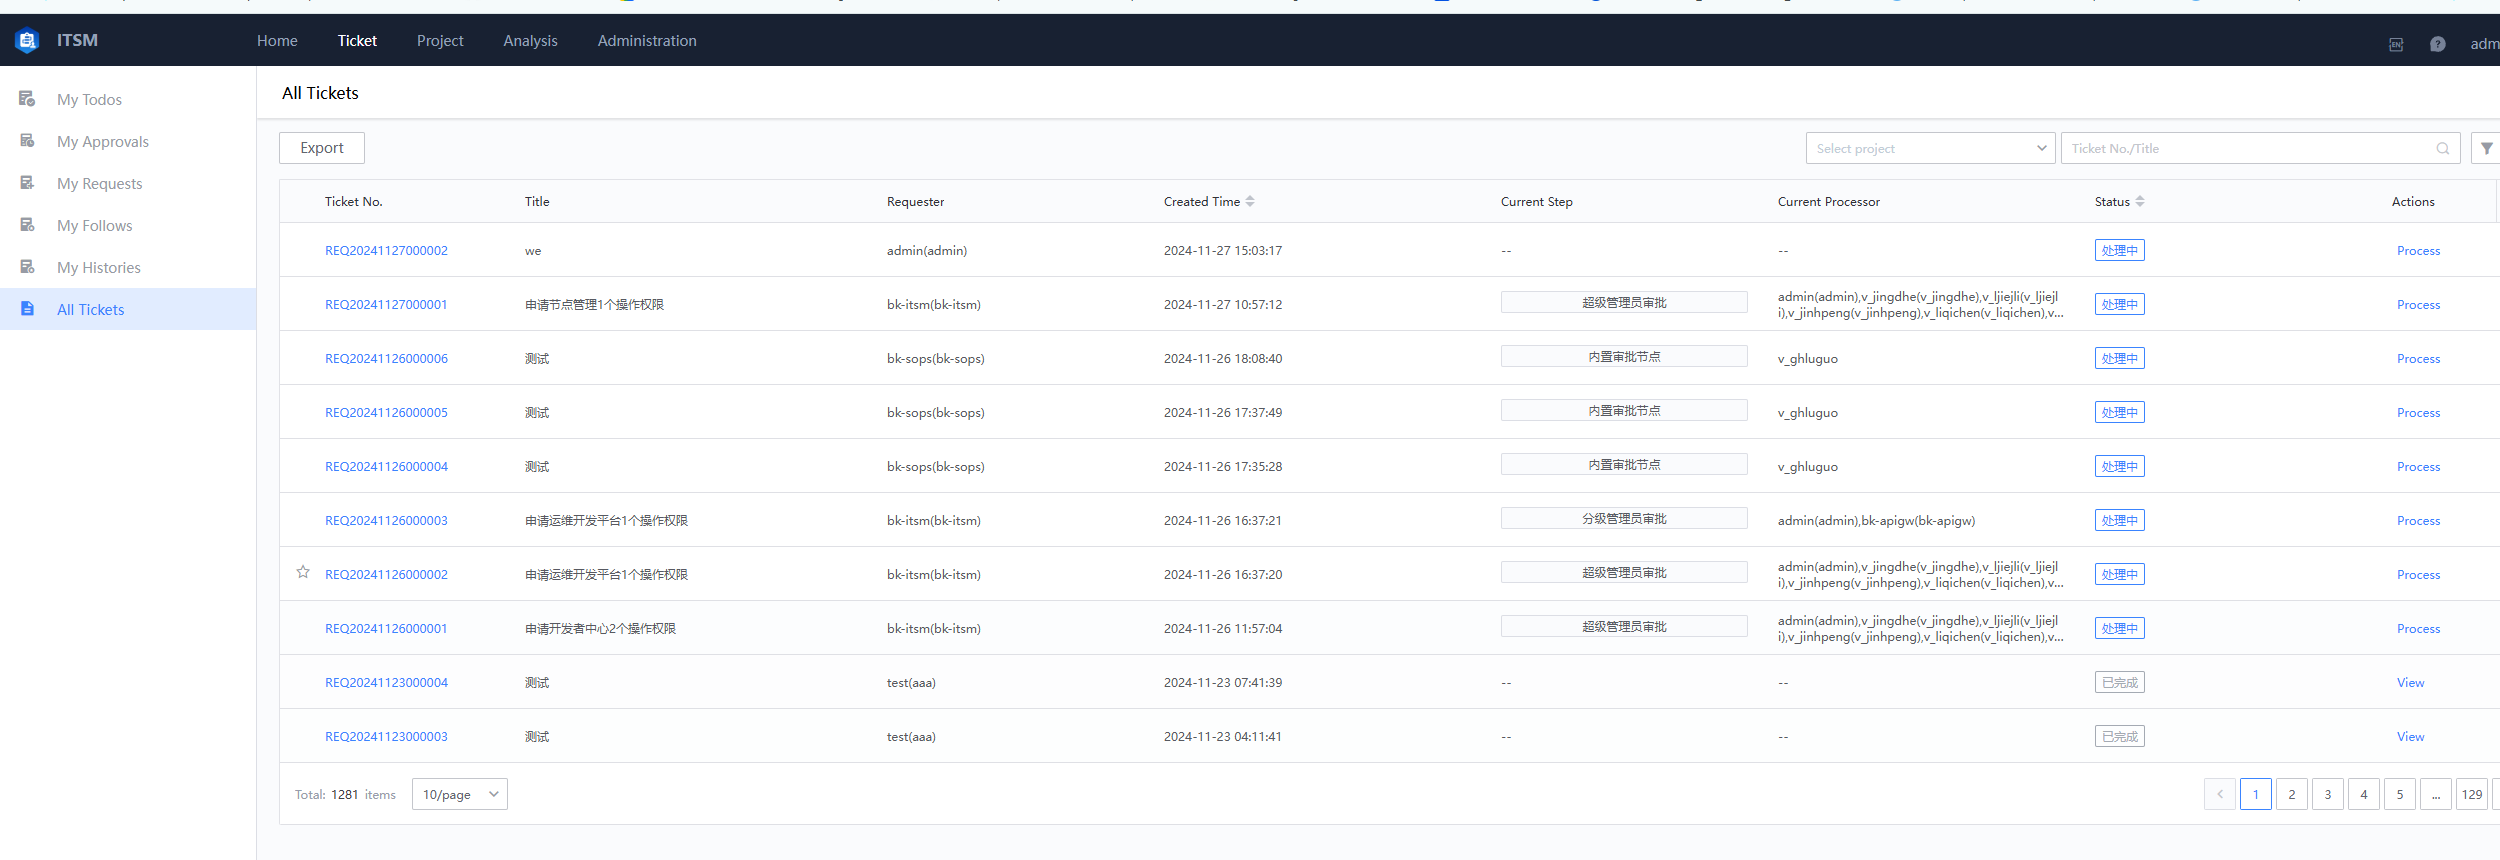 ITSM
Home Ticket Project Analysis Administration
EN ? adm
My Todos
My Approvals
My Requests
My Follows
My Histories
All Tickets
All Tickets
Export
Select project
Ticket No./Title
Ticket No. Title Requester Created Time Current Step Current Processor Status Actions
REQ20241127000002 we admin(admin) 2024-11-27 15:03:17 -- -- 处理中 Process
REQ20241127000001 申请节点管理1个操作权限 bk-itsm(bk-itsm) 2024-11-27 10:57:12 超级管理员审批 admin(admin),v_jingdhe(v_jingdhe),v_ljiejli(v_ljiejl
i),v_jinhpeng(v_jinhpeng),v_liqichen(v_liqichen),v... 处理中 Process
REQ20241126000006 测试 bk-sops(bk-sops) 2024-11-26 18:08:40 内置审批节点 v_ghluguo 处理中 Process
REQ20241126000005 测试 bk-sops(bk-sops) 2024-11-26 17:37:49 内置审批节点 v_ghluguo 处理中 Process
REQ20241126000004 测试 bk-sops(bk-sops) 2024-11-26 17:35:28 内置审批节点 v_ghluguo 处理中 Process
REQ20241126000003 申请运维开发平台1个操作权限 bk-itsm(bk-itsm) 2024-11-26 16:37:21 分级管理员审批 admin(admin),bk-apigw(bk-apigw) 处理中 Process
REQ20241126000002 申请运维开发平台1个操作权限 bk-itsm(bk-itsm) 2024-11-26 16:37:20 超级管理员审批 admin(admin),v_jingdhe(v_jingdhe),v_ljiejli(v_ljiejl
i),v_jinhpeng(v_jinhpeng),v_liqichen(v_liqichen),v... 处理中 Process
REQ20241126000001 申请开发者中心2个操作权限 bk-itsm(bk-itsm) 2024-11-26 11:57:04 超级管理员审批 admin(admin),v_jingdhe(v_jingdhe),v_ljiejli(v_ljiejl
i),v_jinhpeng(v_jinhpeng),v_liqichen(v_liqichen),v... 处理中 Process
REQ20241123000004 测试 test(aaa) 2024-11-23 07:41:39 -- -- 已完成 View
REQ20241123000003 测试 test(aaa) 2024-11-23 04:11:41 -- -- 已完成 View
Total: 1281 items 10/page
1 2 3 4 5 ... 129